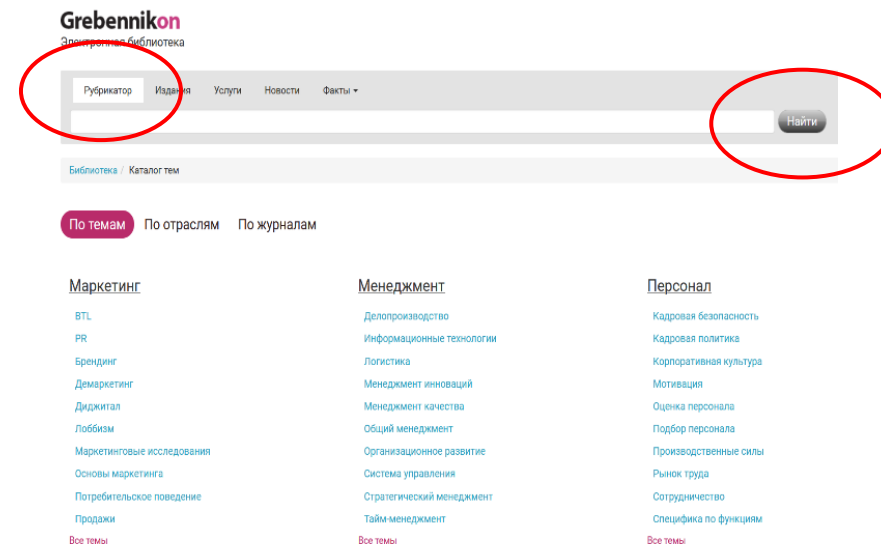 Grebennikon
Электронная библиотека
Рубрикатор Издания Услуги Новости Факты
Найти
Библиотека / Каталог тем
По темам По отраслям По журналам
Маркетинг Менеджмент Персонал
BTL Делопроизводство Кадровая безопасность
PR Информационные технологии Кадровая политика
Брендинг Логистика Корпоративная культура
Демаркетинг Менеджмент инноваций Мотивация
Диджитал Менеджмент качества Оценка персонала
Лоббизм Общий менеджмент Подбор персонала
Маркетинговые исследования Организационное развитие Производственные силы
Основы маркетинга Система управления Рынок труда
Потребительское поведение Стратегический менеджмент Сотрудничество
Продажи Тайм-менеджмент Специфика по функциям
Все темы Все темы Все темы